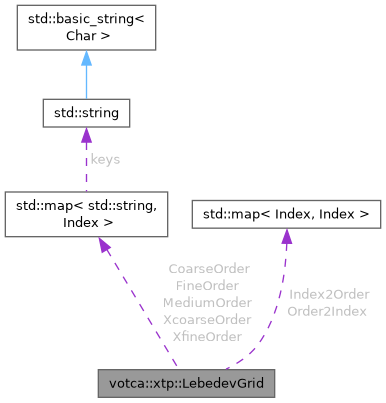 std::basic_string<
Char >
std::string
keys
std::map< std::string,
Index >
std::map< Index, Index >
CoarseOrder
FineOrder
MediumOrder
XcoarseOrder
XfineOrder
Index2Order
Order2Index
votca::xtp::LebedevGrid